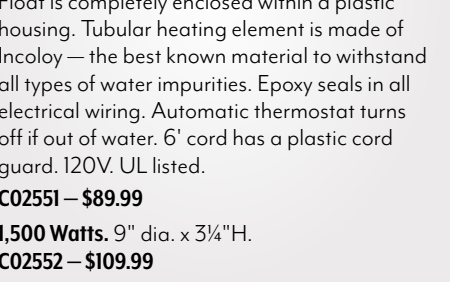 Float is completely enclosed within a plastic
housing. Tubular heating element is made of
Incoloy — the best known material to withstand
all types of water impurities. Epoxy seals in all
electrical wiring. Automatic thermostat turns
off if out of water. 6' cord has a plastic cord
guard. 120V. UL listed.
C02551 — $89.99
1,500 Watts. 9" dia. x 3¼"H.
C02552 — $109.99